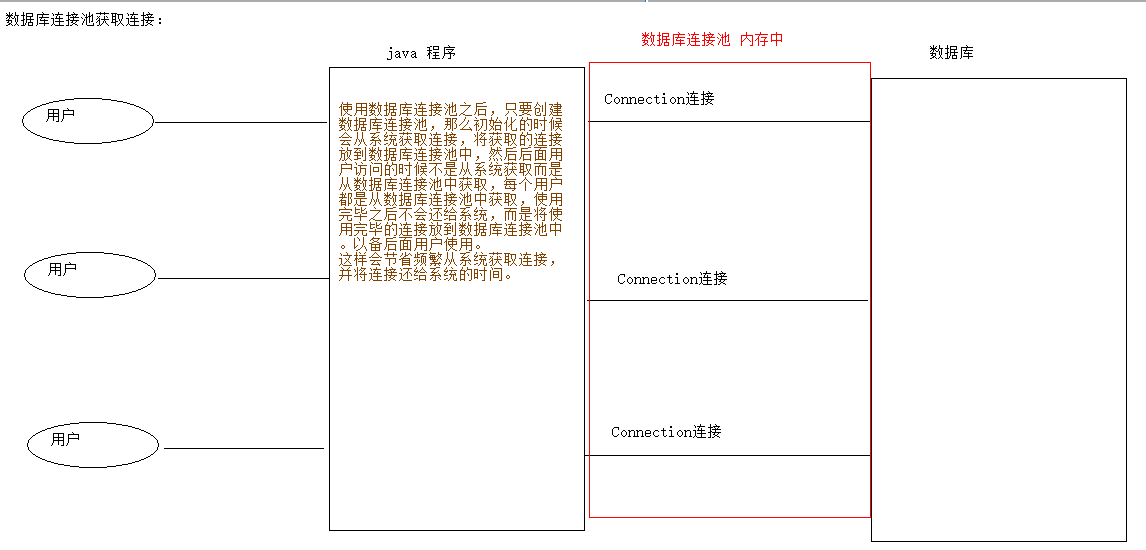 数据库连接池获取连接：
数据库连接池 内存中
java 程序
数据库
用户
使用数据库连接池之后，只要创建
数据库连接池，那么初始化的时候
会从系统获取连接，将获取的连接
放到数据库连接池中，然后后面用
户访问的时候不是从系统获取而是
从数据库连接池中获取，每个用户
都是从数据库连接池中获取，使用
完毕之后不会还给系统，而是将使
用完毕的连接放到数据库连接池中
。以备后面用户使用。
这样会节省频繁从系统获取连接，
并将连接还给系统的时间。
Connection连接
用户
Connection连接
用户
Connection连接